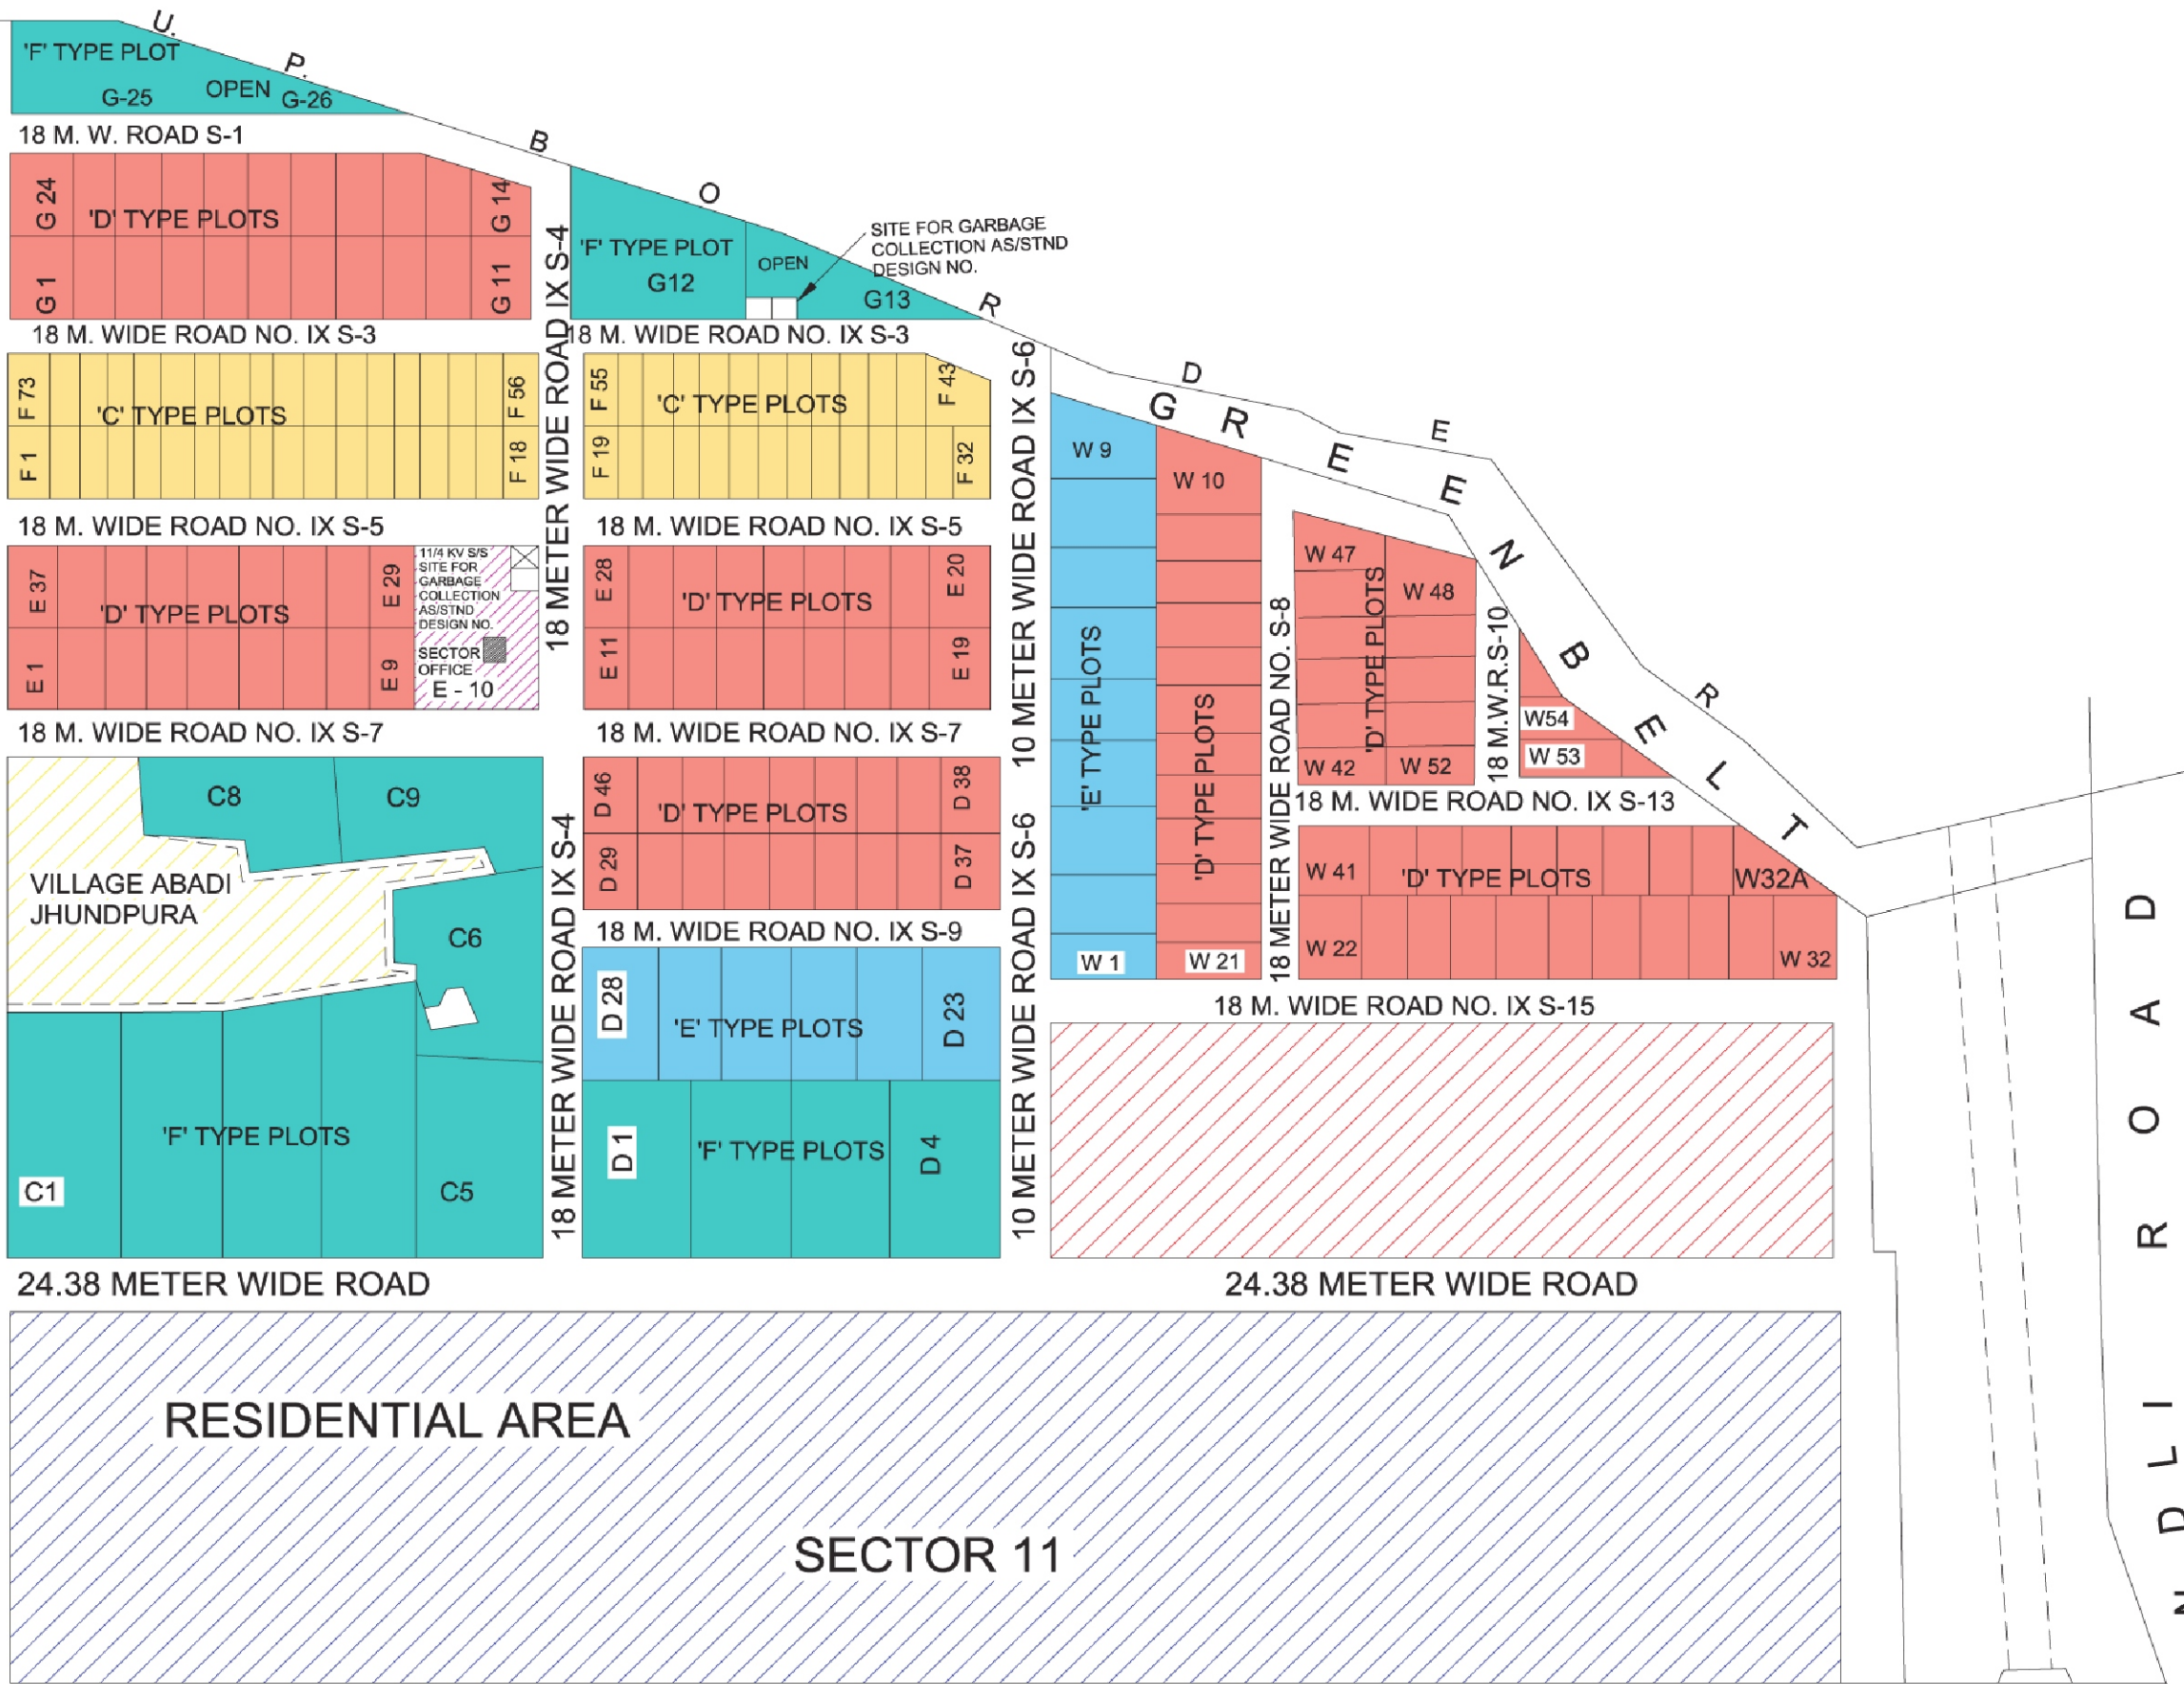 U. P. B O R D E R
'F' TYPE PLOT
OPEN
G-25
G-26
18 M. W. ROAD S-1
G 24
'D' TYPE PLOTS
G 14
G 1
G 11
18 METER WIDE ROAD IX S-4
'F' TYPE PLOT
G12
OPEN
G13
SITE FOR GARBAGE
COLLECTION AS/STND
DESIGN NO.
18 M. WIDE ROAD NO. IX S-3
18 M. WIDE ROAD NO. IX S-3
F 73
'C' TYPE PLOTS
F 56
F 1
F 18
F 55
'C' TYPE PLOTS
F 43
F 19
F 32
10 METER WIDE ROAD IX S-6
18 M. WIDE ROAD NO. IX S-5
18 M. WIDE ROAD NO. IX S-5
E 37
'D' TYPE PLOTS
E 29
E 1
E 9
11/4 KV S/S
SITE FOR
GARBAGE
COLLECTION
AS/STND
DESIGN NO.
SECTOR
OFFICE
E - 10
E 28
'D' TYPE PLOTS
E 20
E 11
E 19
18 M. WIDE ROAD NO. IX S-7
18 M. WIDE ROAD NO. IX S-7
C8
C9
VILLAGE ABADI
JHUNDPURA
C6
'F' TYPE PLOTS
C1
C5
18 METER WIDE ROAD IX S-4
D 46
'D' TYPE PLOTS
D 38
D 29
D 37
18 M. WIDE ROAD NO. IX S-9
D 28
'E' TYPE PLOTS
D 23
D 1
'F' TYPE PLOTS
D 4
10 METER WIDE ROAD IX S-6
GREEN BELT
W 9
'E' TYPE PLOTS
W 1
W 10
'D' TYPE PLOTS
W 21
18 METER WIDE ROAD NO. S-8
W 47
W 48
'D' TYPE PLOTS
W 42
W 52
18 M.W.R.S-10
W54
W 53
18 M. WIDE ROAD NO. IX S-13
W 41
'D' TYPE PLOTS
W32A
W 22
W 32
18 M. WIDE ROAD NO. IX S-15
24.38 METER WIDE ROAD
24.38 METER WIDE ROAD
RESIDENTIAL AREA
SECTOR 11
NDLI ROAD